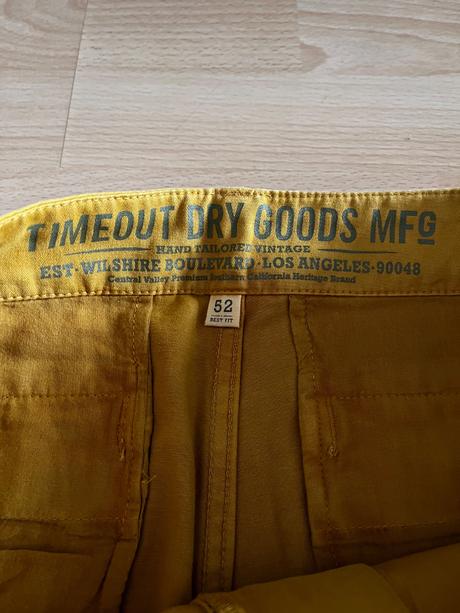 TIMEOUT DRY GOODS MFG
HAND TAILORED VINTAGE
EST·WILSHIRE BOULEVARD·LOS ANGELES·90048
Central Valley Premium Southern California Heritage Brand
52
BEST FIT